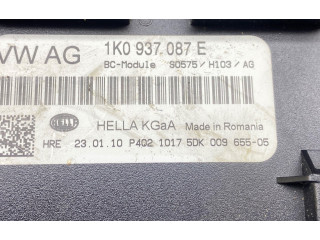 VW AG 1K0 937 087 E
BC-Module S0575/H103/AG
HELLA
HELLA KGaA Made in Romania
HRE 23.01.10 P402 1017 5DK 009 655-05